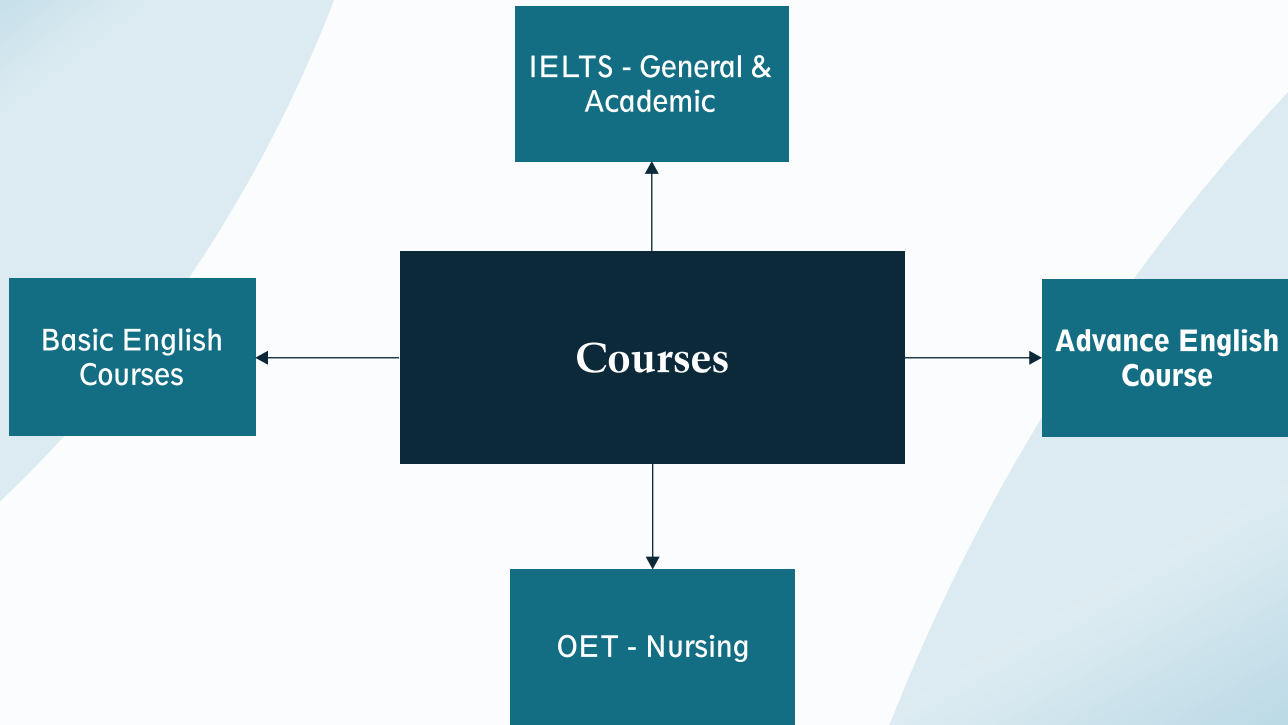 IELTS - General &
Academic
Basic English
Courses
Courses
Advance English
Course
OET - Nursing